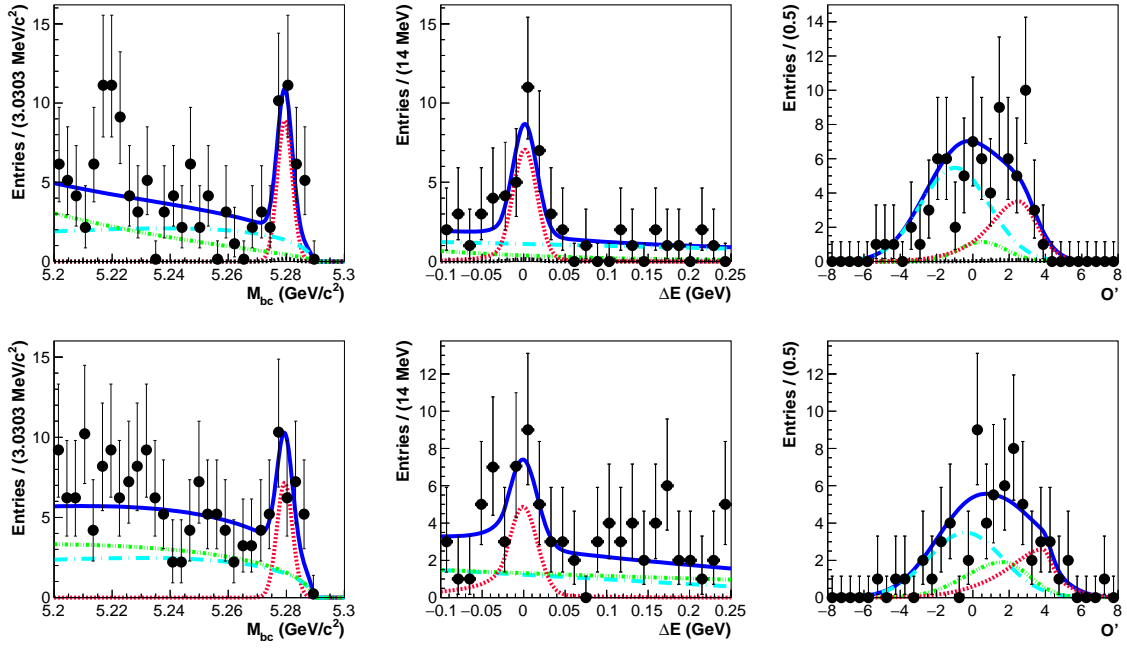 Entries / (3.0303 MeV/c²)
15
10
5
0
5.2 5.22 5.24 5.26 5.28 5.3
M_bc (GeV/c²)
Entries / (14 MeV)
15
10
5
0
−0.1 −0.05 0 0.05 0.1 0.15 0.2 0.25
ΔE (GeV)
Entries / (0.5)
14
12
10
8
6
4
2
0
−8 −6 −4 −2 0 2 4 6 8
O'
Entries / (3.0303 MeV/c²)
15
10
5
0
5.2 5.22 5.24 5.26 5.28 5.3
M_bc (GeV/c²)
Entries / (14 MeV)
12
10
8
6
4
2
0
−0.1 −0.05 0 0.05 0.1 0.15 0.2 0.25
ΔE (GeV)
Entries / (0.5)
12
10
8
6
4
2
0
−8 −6 −4 −2 0 2 4 6 8
O'